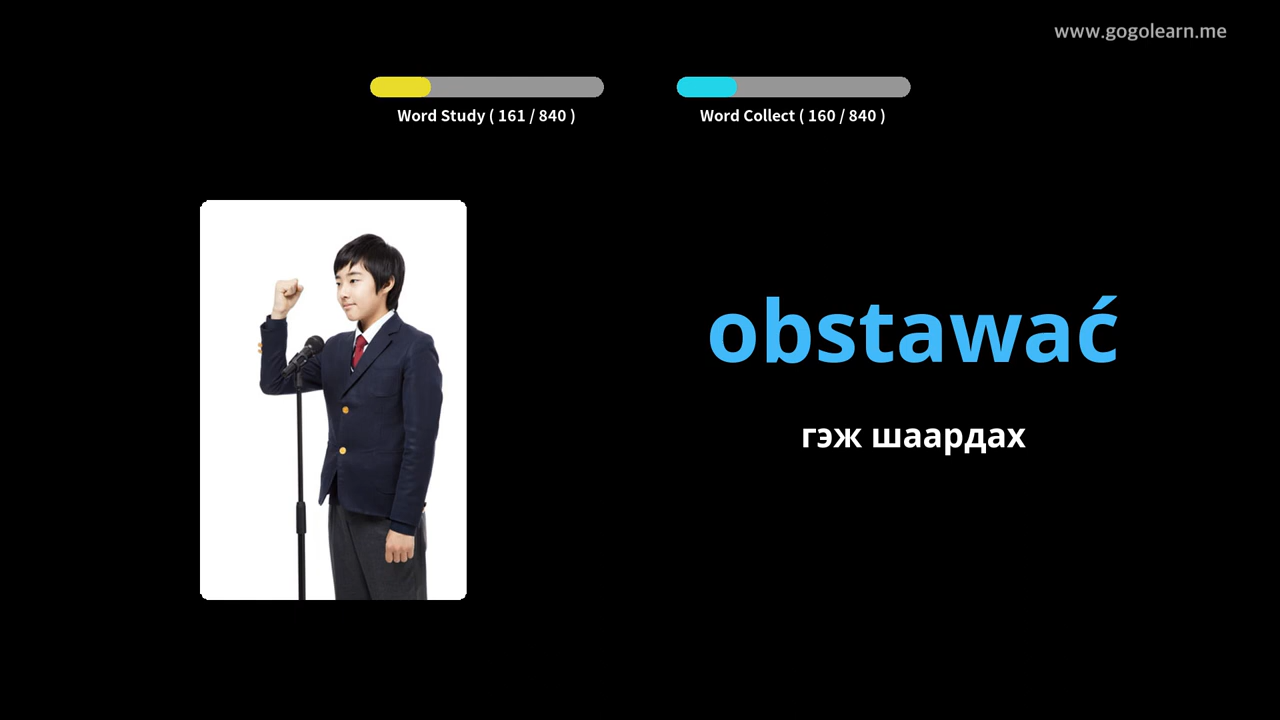 www.gogolearn.me
Word Study ( 161 / 840 )
Word Collect ( 160 / 840 )
obstawać
гэж шаардах